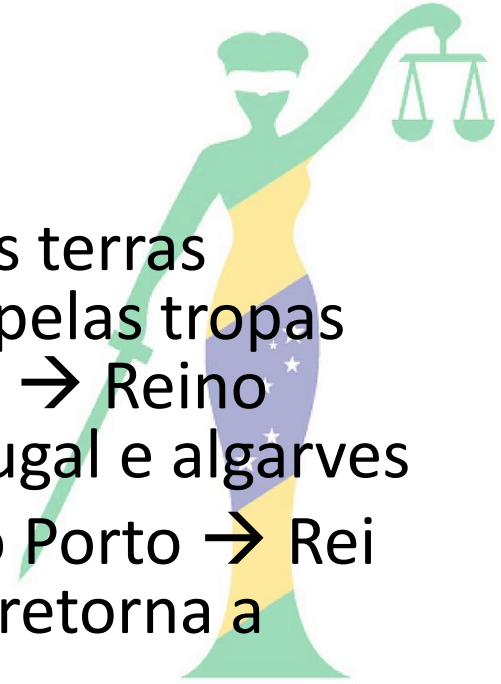 s terras
pelas tropas
→ Reino
ugal e algarves
o Porto → Rei
retorna a